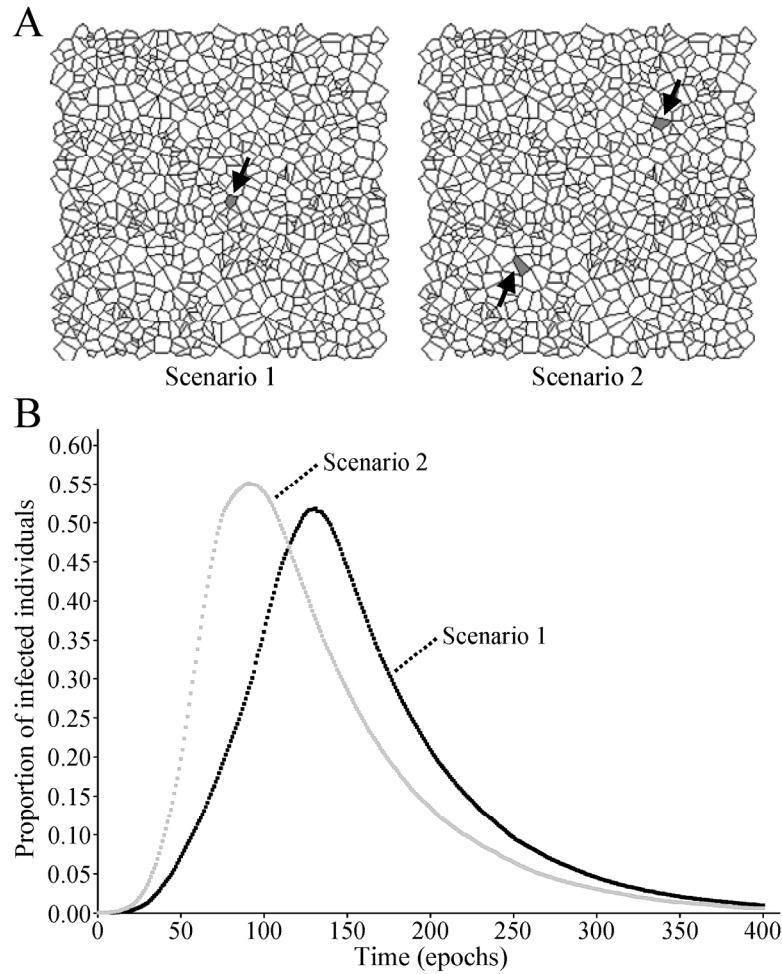 A
Scenario 1
Scenario 2
B
Proportion of infected individuals
0.60
0.55
0.50
0.45
0.40
0.35
0.30
0.25
0.20
0.15
0.10
0.05
0.00
Scenario 2
Scenario 1
0
50
100
150
200
250
300
350
400
Time (epochs)